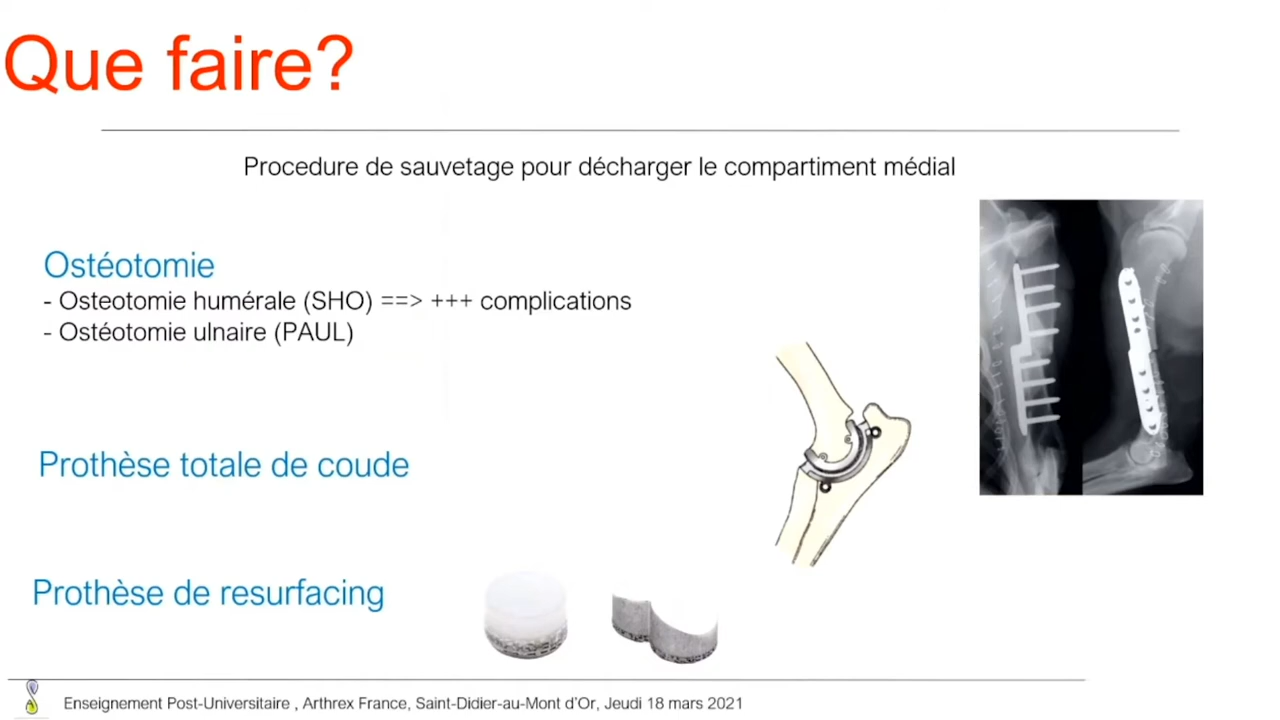 Que faire?
Procedure de sauvetage pour décharger le compartiment médial
Ostéotomie
- Osteotomie humérale (SHO) ==> +++ complications
- Ostéotomie ulnaire (PAUL)
Prothèse totale de coude
Prothèse de resurfacing
Enseignement Post-Universitaire , Arthrex France, Saint-Didier-au-Mont d'Or, Jeudi 18 mars 2021